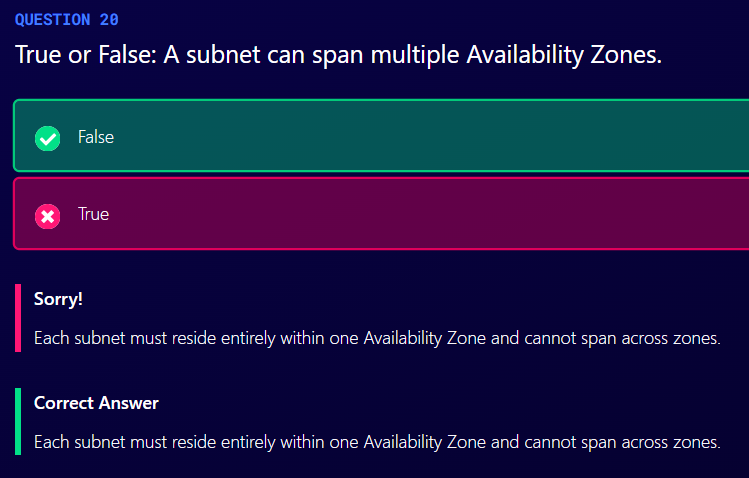 QUESTION 20
True or False: A subnet can span multiple Availability Zones.
False
True
Sorry!
Each subnet must reside entirely within one Availability Zone and cannot span across zones.
Correct Answer
Each subnet must reside entirely within one Availability Zone and cannot span across zones.